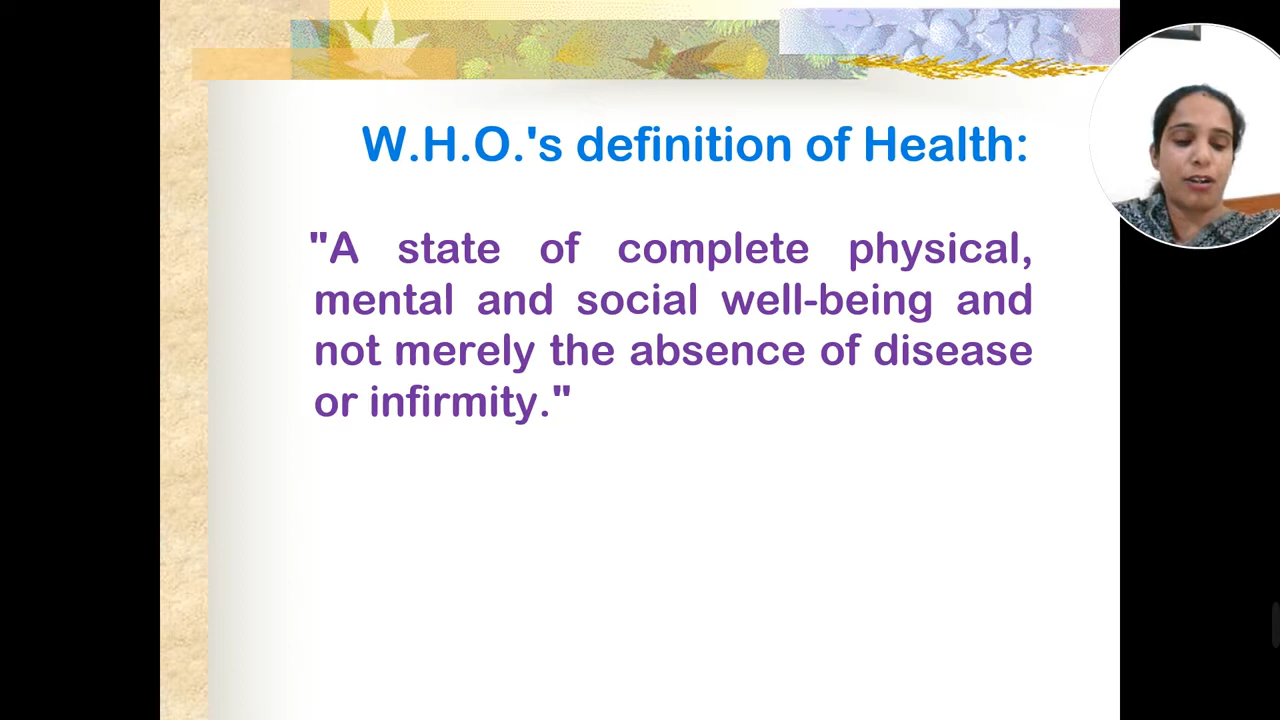 W.H.O.'s definition of Health:
"A state of complete physical,
mental and social well-being and
not merely the absence of disease
or infirmity."